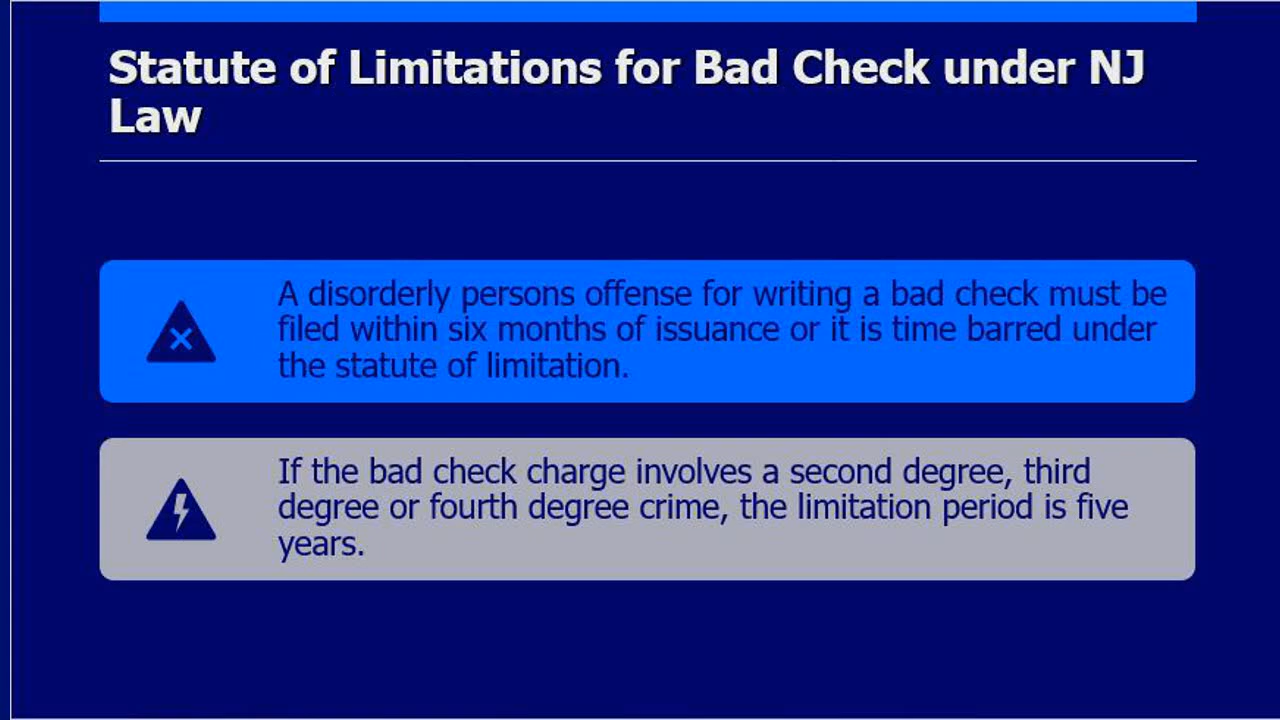 Statute of Limitations for Bad Check under NJ
Law
A disorderly persons offense for writing a bad check must be
filed within six months of issuance or it is time barred under
the statute of limitation.
If the bad check charge involves a second degree, third
degree or fourth degree crime, the limitation period is five
years.